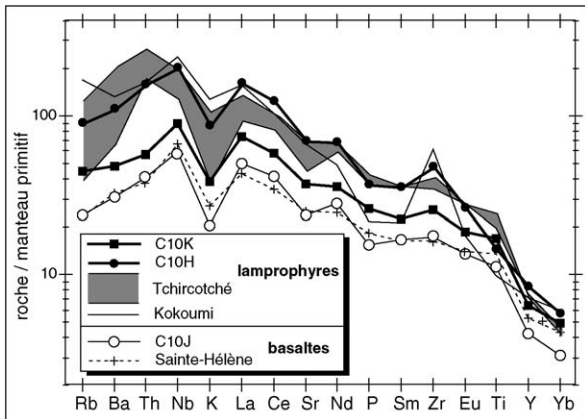 roche / manteau primitif
100
10
C10K
C10H
lamprophyres
Tchircotché
Kokoumi
C10J
basaltes
Sainte-Hélène
Rb Ba Th Nb K La Ce Sr Nd P Sm Zr Eu Ti Y Yb